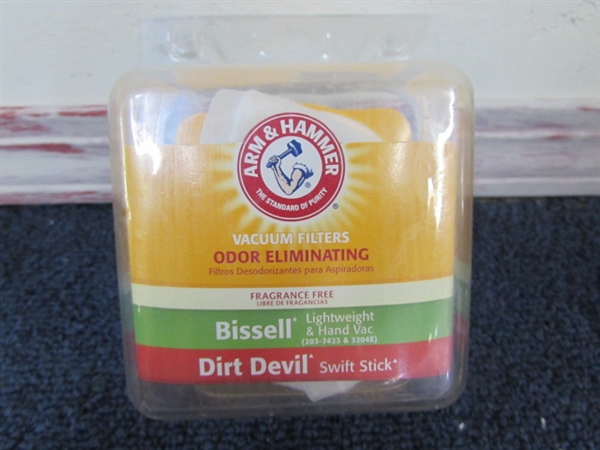 ARM & HAMMER
THE STANDARD OF PURITY
®
®
VACUUM FILTERS
ODOR ELIMINATING
Filtros Desodorizantes para Aspiradoras
FRAGRANCE FREE
LIBRE DE FRAGANCIAS
Bissell* Lightweight
& Hand Vac
(203-7423 & 3204E)
Dirt Devil* Swift Stick*